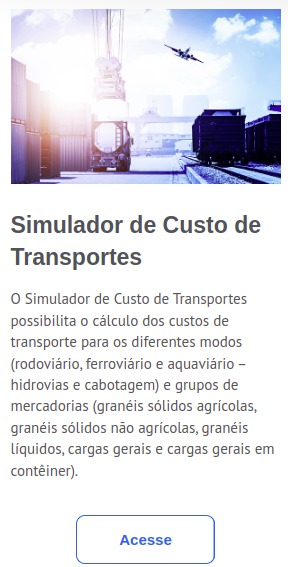 Simulador de Custo de
Transportes
O Simulador de Custo de Transportes
possibilita o cálculo dos custos de
transporte para os diferentes modos
(rodoviário, ferroviário e aquaviário –
hidrovias e cabotagem) e grupos de
mercadorias (granéis sólidos agrícolas,
granéis sólidos não agrícolas, granéis
líquidos, cargas gerais e cargas gerais em
contêiner).
Acesse